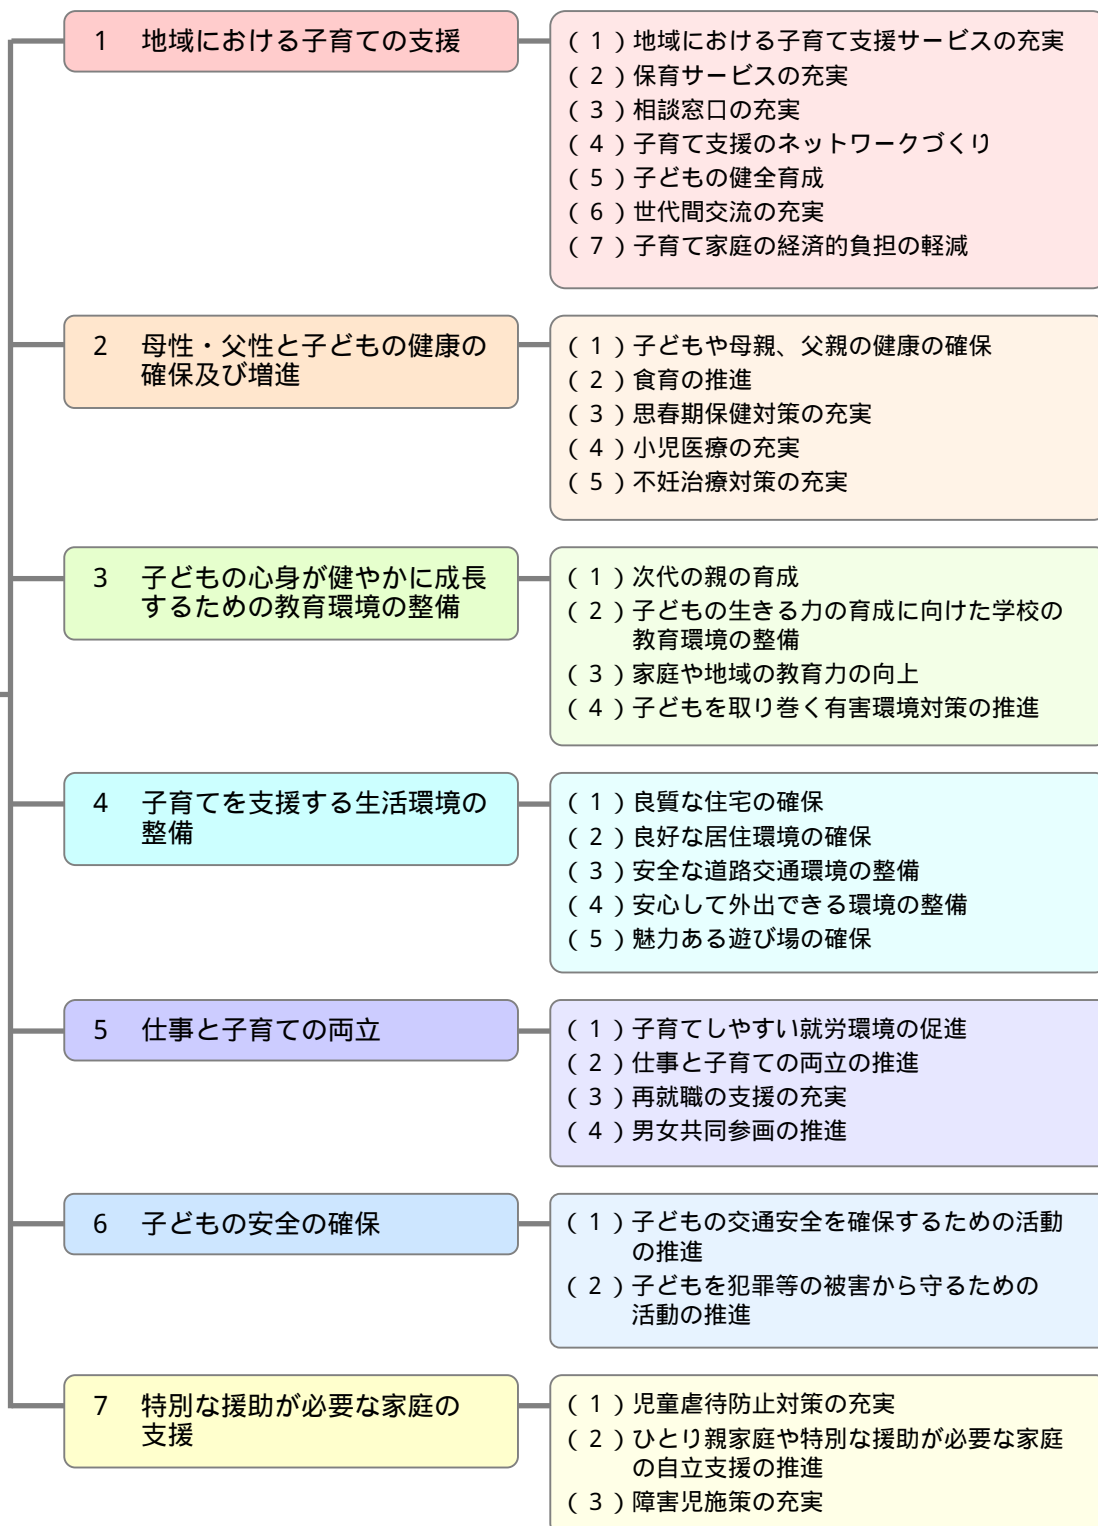 1 地域における子育ての支援
（１）地域における子育て支援サービスの充実
（２）保育サービスの充実
（３）相談窓口の充実
（４）子育て支援のネットワークづくり
（５）子どもの健全育成
（６）世代間交流の充実
（７）子育て家庭の経済的負担の軽減
2 母性・父性と子どもの健康の
確保及び増進
（１）子どもや母親、父親の健康の確保
（２）食育の推進
（３）思春期保健対策の充実
（４）小児医療の充実
（５）不妊治療対策の充実
3 子どもの心身が健やかに成長
するための教育環境の整備
（１）次代の親の育成
（２）子どもの生きる力の育成に向けた学校の
教育環境の整備
（３）家庭や地域の教育力の向上
（４）子どもを取り巻く有害環境対策の推進
4 子育てを支援する生活環境の
整備
（１）良質な住宅の確保
（２）良好な居住環境の確保
（３）安全な道路交通環境の整備
（４）安心して外出できる環境の整備
（５）魅力ある遊び場の確保
5 仕事と子育ての両立
（１）子育てしやすい就労環境の促進
（２）仕事と子育ての両立の推進
（３）再就職の支援の充実
（４）男女共同参画の推進
6 子どもの安全の確保
（１）子どもの交通安全を確保するための活動
の推進
（２）子どもを犯罪等の被害から守るための
活動の推進
7 特別な援助が必要な家庭の
支援
（１）児童虐待防止対策の充実
（２）ひとり親家庭や特別な援助が必要な家庭
の自立支援の推進
（３）障害児施策の充実